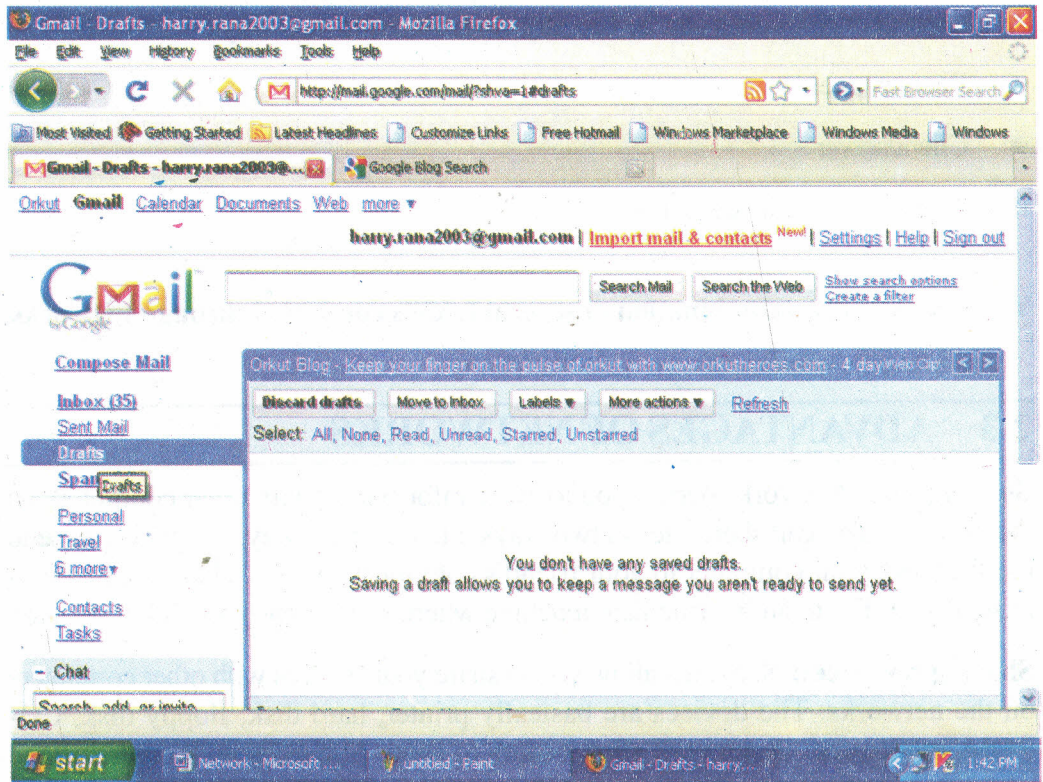 Gmail - Drafts - harry.rana2003@gmail.com - Mozilla Firefox
File Edit View History Bookmarks Tools Help
http://mail.google.com/mail/?shva=1#drafts Fast Browser Search
Most Visited Getting Started Latest Headlines Customize Links Free Hotmail Windows Marketplace Windows Media Windows
Gmail - Drafts - harry.rana2003@... Google Blog Search
Orkut Gmail Calendar Documents Web more
harry.rana2003@gmail.com | Import mail & contacts New! | Settings | Help | Sign out
Gmail by Google Search Mail Search the Web Show search options
Create a filter
Compose Mail
Orkut Blog - Keep your finger on the pulse of orkut with www.orkutheroes.com - 4 day Web Clip
Inbox (35)
Discard drafts Move to Inbox Labels More actions Refresh
Sent Mail
Select: All, None, Read, Unread, Starred, Unstarred
Drafts
Spam
Drafts
Personal
Travel
6 more
You don't have any saved drafts.
Saving a draft allows you to keep a message you aren't ready to send yet.
Contacts
Tasks
– Chat
Search, add, or invite
Done
start Network - Microsoft .... untitled - Paint Gmail - Drafts - harry.... 1:42 PM